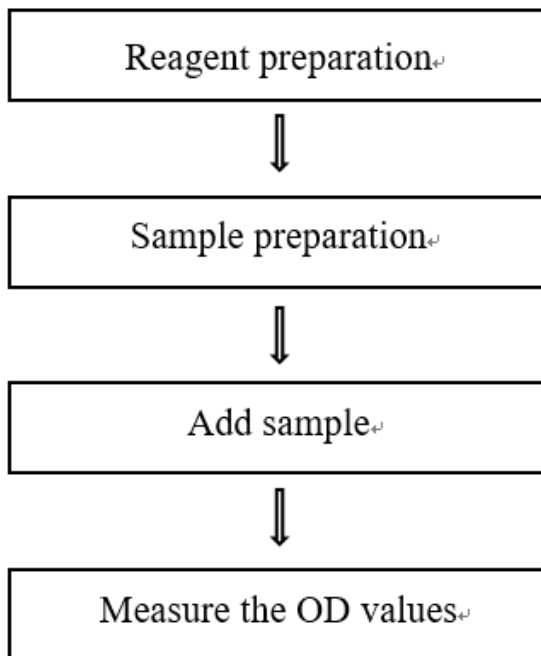 Reagent preparation
Sample preparation
Add sample
Measure the OD values